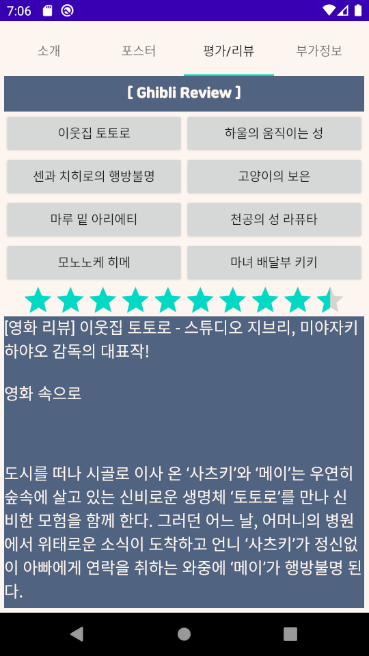 7:06
소개 포스터 평가/리뷰 부가정보
[ Ghibli Review ]
이웃집 토토로 하울의 움직이는 성
센과 치히로의 행방불명 고양이의 보은
마루 밑 아리에티 천공의 성 라퓨타
모노노케 히메 마녀 배달부 키키
[영화 리뷰] 이웃집 토토로 - 스튜디오 지브리, 미야자키
하야오 감독의 대표작!
영화 속으로
도시를 떠나 시골로 이사 온 ‘사츠키’와 ‘메이’는 우연히
숲속에 살고 있는 신비로운 생명체 ‘토토로’를 만나 신
비한 모험을 함께 한다. 그러던 어느 날, 어머니의 병원
에서 위태로운 소식이 도착하고 언니 ‘사츠키’가 정신없
이 아빠에게 연락을 취하는 와중에 ‘메이’가 행방불명 된
다.